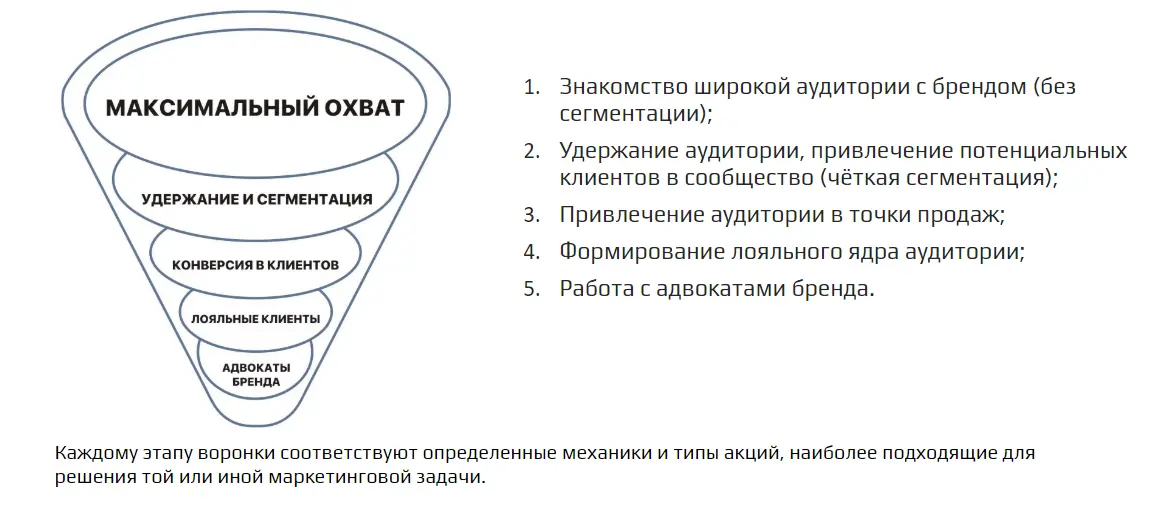 МАКСИМАЛЬНЫЙ ОХВАТ
УДЕРЖАНИЕ И СЕГМЕНТАЦИЯ
КОНВЕРСИЯ В КЛИЕНТОВ
ЛОЯЛЬНЫЕ КЛИЕНТЫ
АДВОКАТЫ
БРЕНДА
1. Знакомство широкой аудитории с брендом (без
сегментации);
2. Удержание аудитории, привлечение потенциальных
клиентов в сообщество (чёткая сегментация);
3. Привлечение аудитории в точки продаж;
4. Формирование лояльного ядра аудитории;
5. Работа с адвокатами бренда.
Каждому этапу воронки соответствуют определенные механики и типы акций, наиболее подходящие для
решения той или иной маркетинговой задачи.